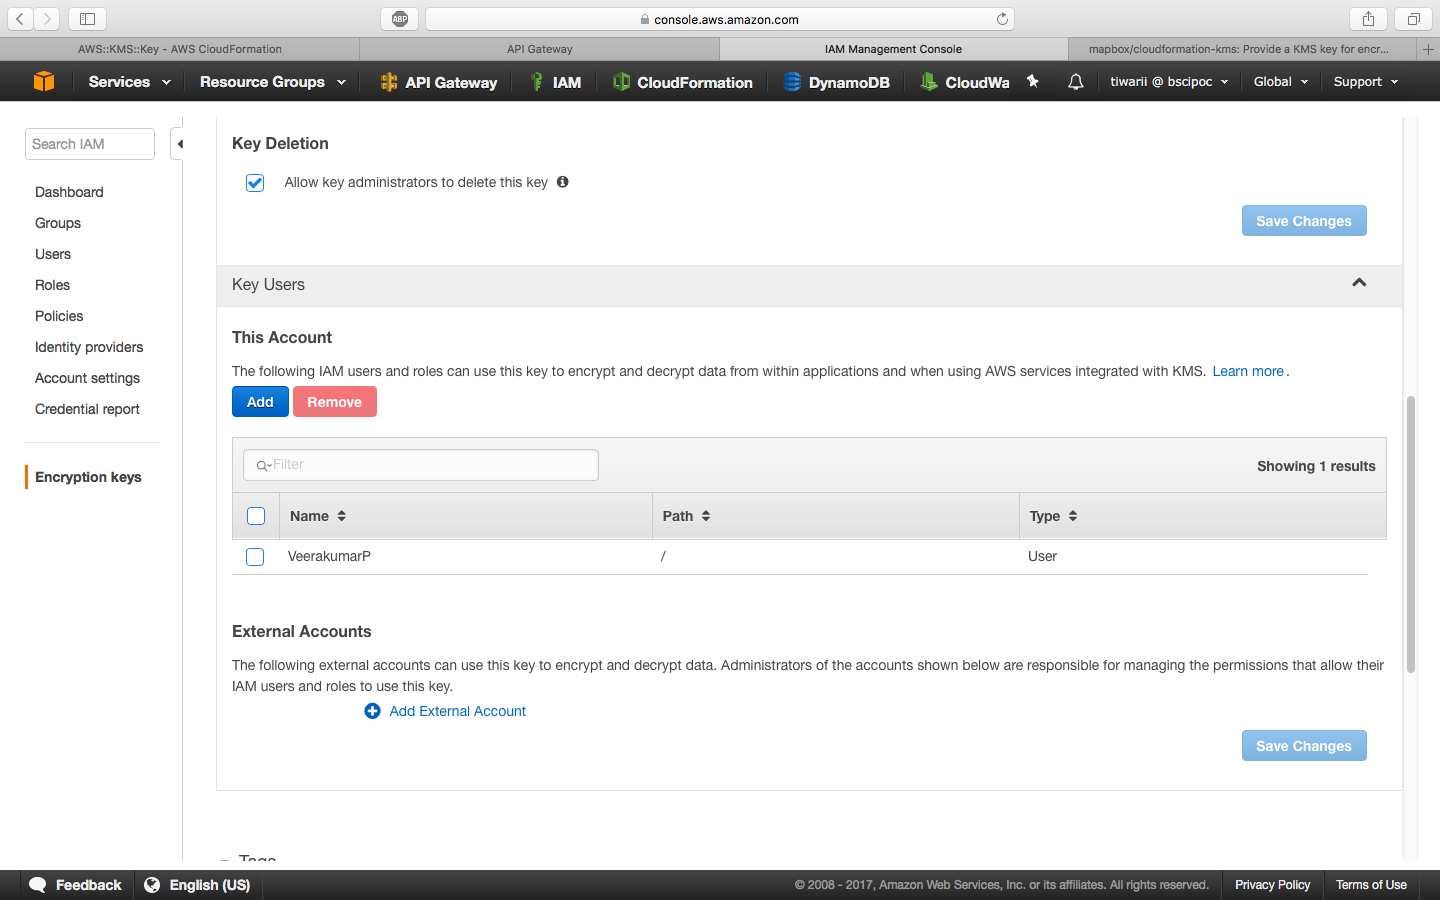 ABP
console.aws.amazon.com
AWS::KMS::Key - AWS CloudFormation
API Gateway
IAM Management Console
mapbox/cloudformation-kms: Provide a KMS key for encr...
Services
Resource Groups
API Gateway
IAM
CloudFormation
DynamoDB
CloudWa
tiwarii @ bscipoc
Global
Support
Search IAM
Dashboard
Groups
Users
Roles
Policies
Identity providers
Account settings
Credential report
Encryption keys
Key Deletion
Allow key administrators to delete this key
Save Changes
Key Users
This Account
The following IAM users and roles can use this key to encrypt and decrypt data from within applications and when using AWS services integrated with KMS. Learn more.
Add
Remove
Filter
Showing 1 results
Name
Path
Type
VeerakumarP
/
User
External Accounts
The following external accounts can use this key to encrypt and decrypt data. Administrators of the accounts shown below are responsible for managing the permissions that allow their
IAM users and roles to use this key.
Add External Account
Save Changes
Tags
Feedback
English (US)
© 2008 - 2017, Amazon Web Services, Inc. or its affiliates. All rights reserved.
Privacy Policy
Terms of Use